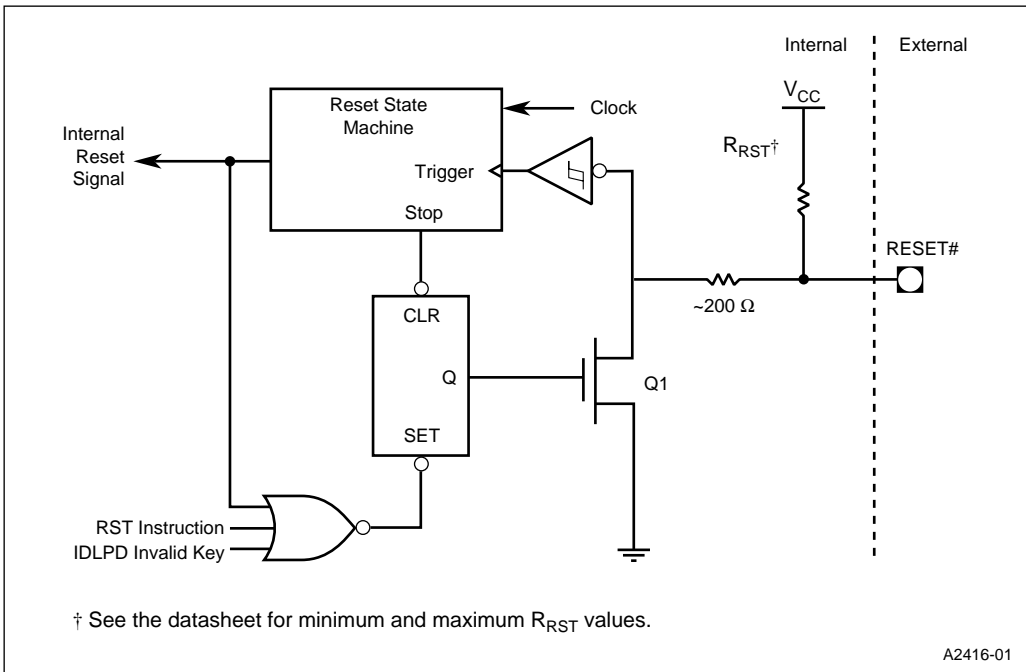 Internal
External
V_CC
R_RST†
Reset State
Machine
Clock
Internal
Reset
Signal
Trigger
Stop
RESET#
~200 Ω
CLR
Q
Q1
SET
RST Instruction
IDLPD Invalid Key
† See the datasheet for minimum and maximum R_RST values.
A2416-01